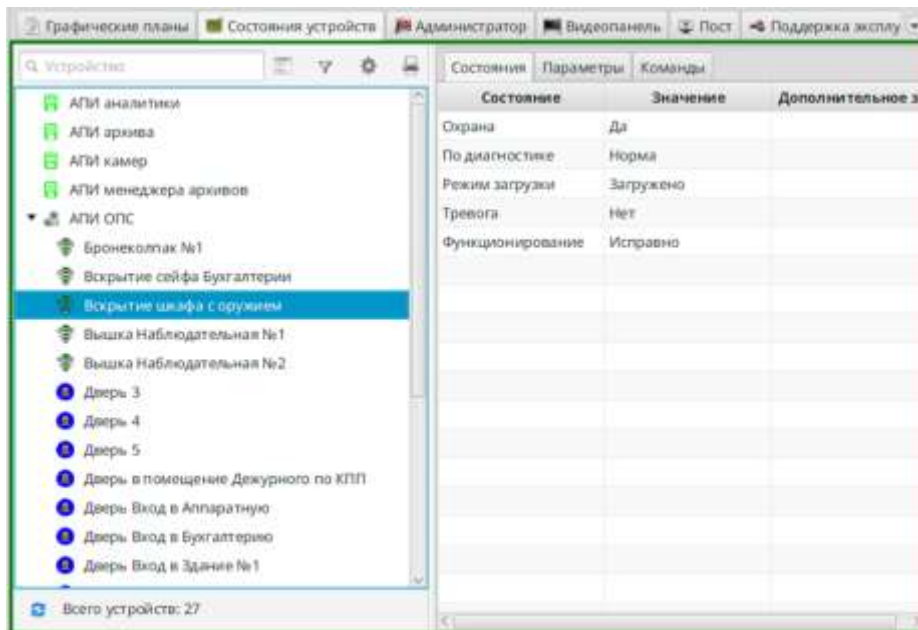 Графические планы Состояния устройств Администратор Видеопанель Пост Поддержка эксплу
Устройство
АПИ аналитики
АПИ архива
АПИ камер
АПИ менеджера архивов
АПИ ОПС
Бронеколпак №1
Вскрытие сейфа Бухгалтерии
Вскрытие шкафа с оружием
Вышка Наблюдательная №1
Вышка Наблюдательная №2
Дверь 3
Дверь 4
Дверь 5
Дверь в помещение Дежурного по КПП
Дверь Вход в Аппаратную
Дверь Вход в Бухгалтерию
Дверь Вход в Здание №1
Всего устройств: 27
Состояния Параметры Команды
Состояние Значение Дополнительное з
Охрана Да
По диагностике Норма
Режим загрузки Загружено
Тревога Нет
Функционирование Исправно